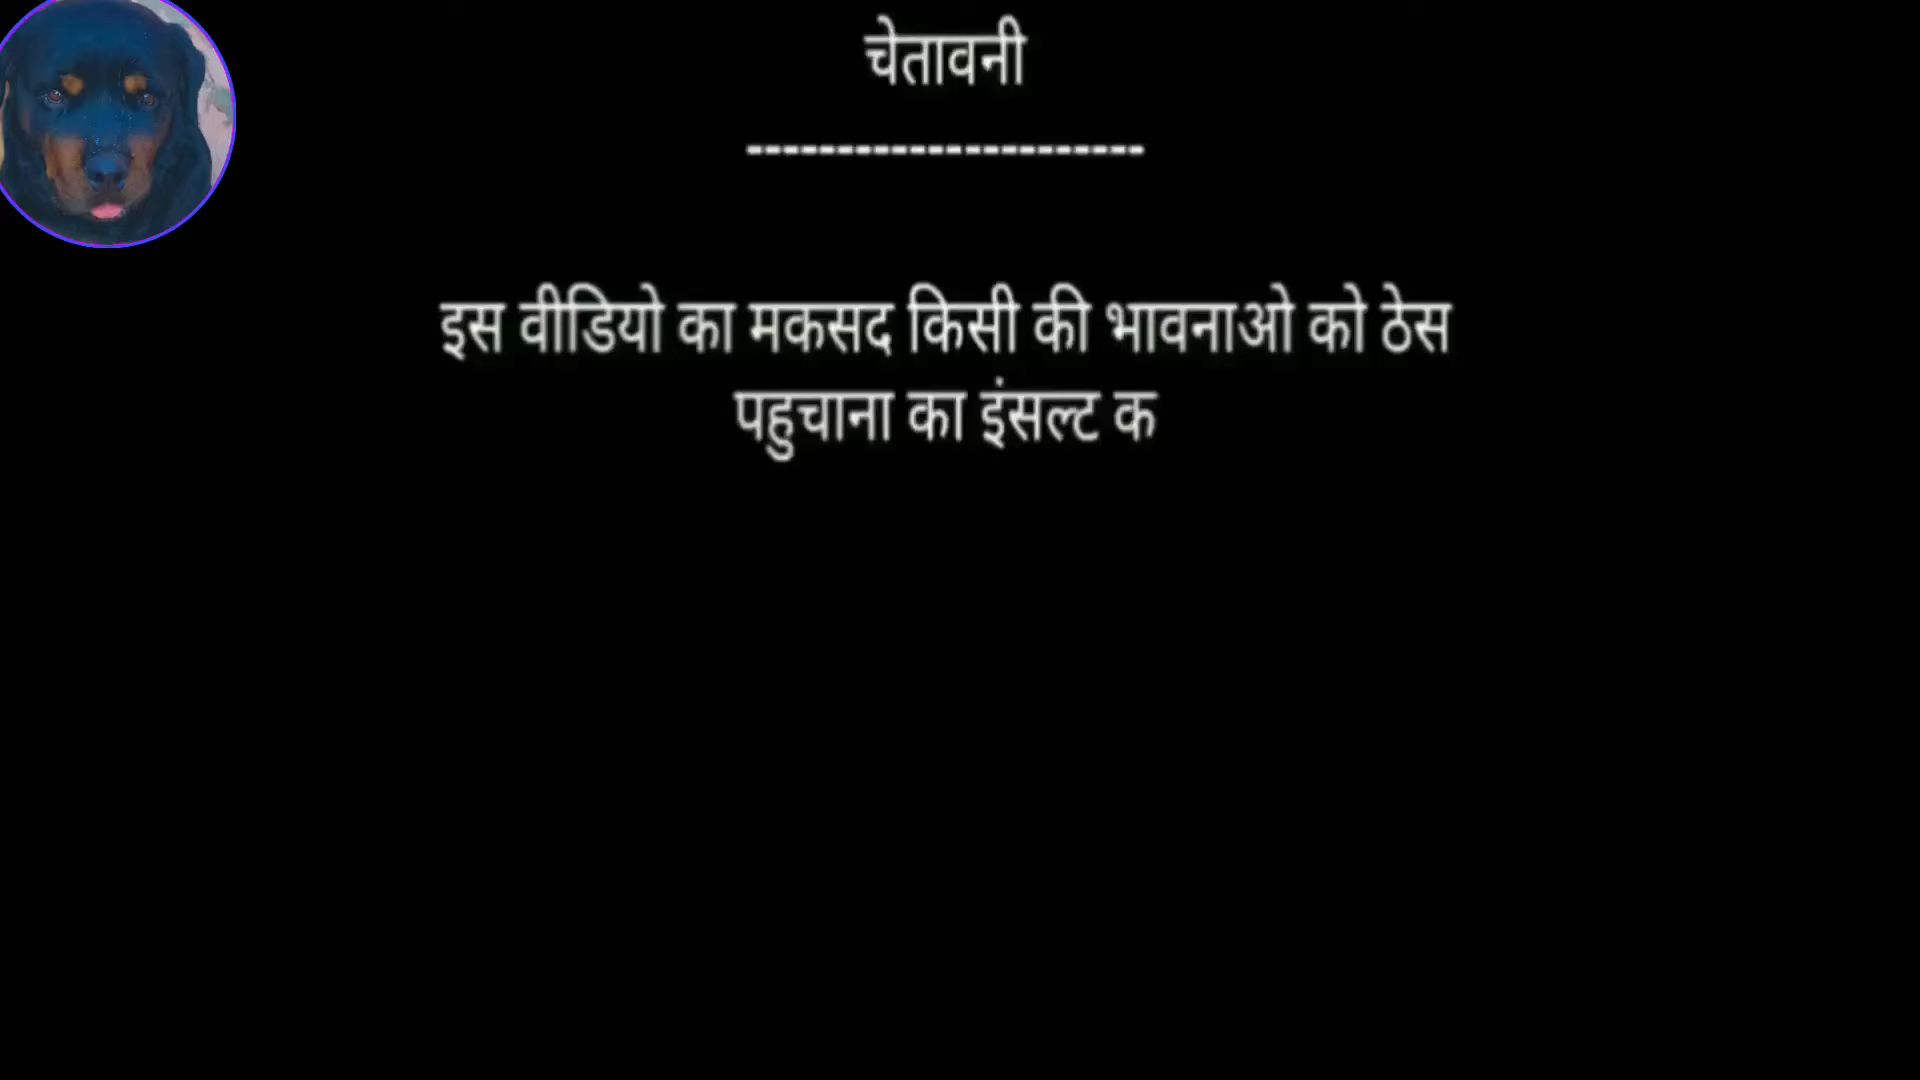 चेतावनी
----------------------
इस वीडियो का मकसद किसी की भावनाओ को ठेस
पहुचाना का इंसल्ट क